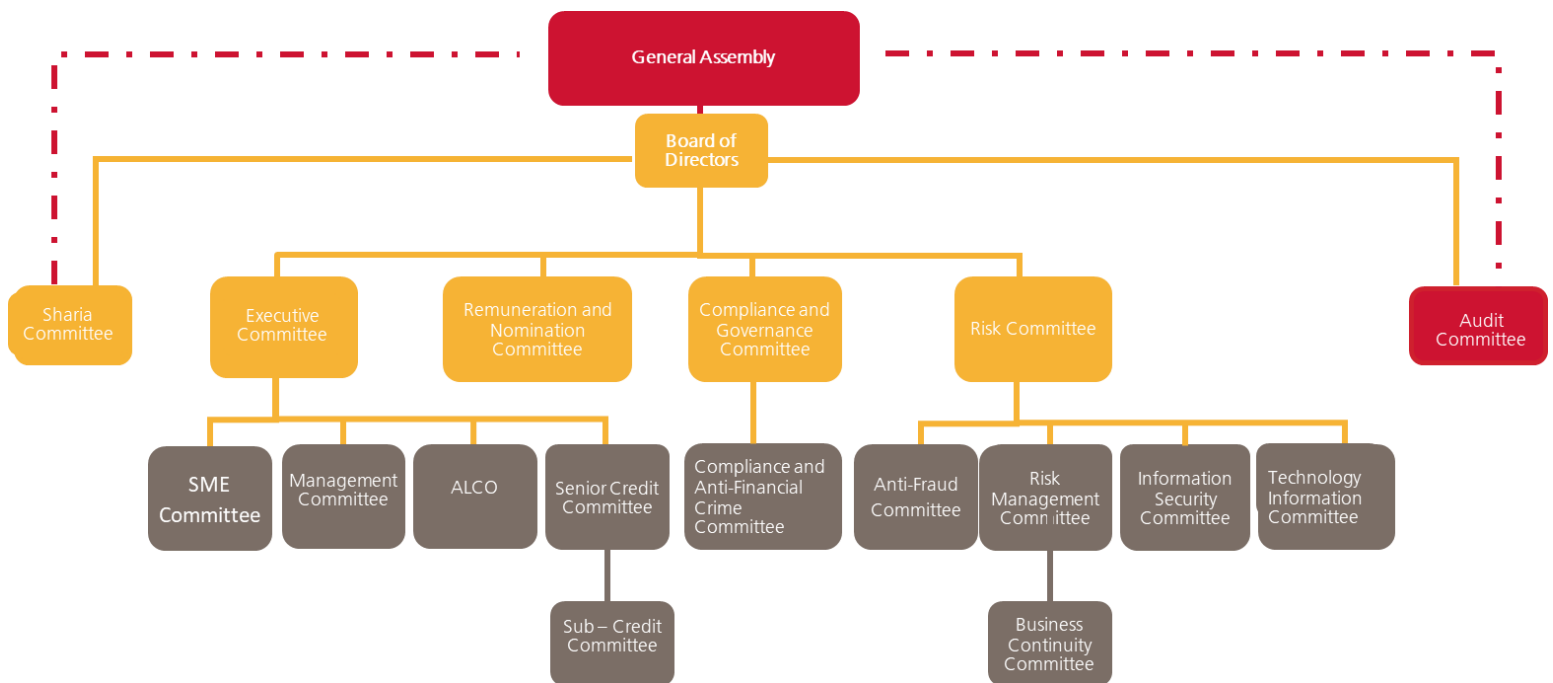 General Assembly
Board of
Directors
Sharia
Committee
Executive
Committee
Remuneration and
Nomination
Committee
Compliance and
Governance
Committee
Risk Committee
Audit
Committee
SME
Committee
Management
Committee
ALCO
Senior Credit
Committee
Compliance and
Anti-Financial
Crime
Committee
Anti-Fraud
Committee
Risk
Management
Committee
Information
Security
Committee
Technology
Information
Committee
Sub – Credit
Committee
Business
Continuity
Committee